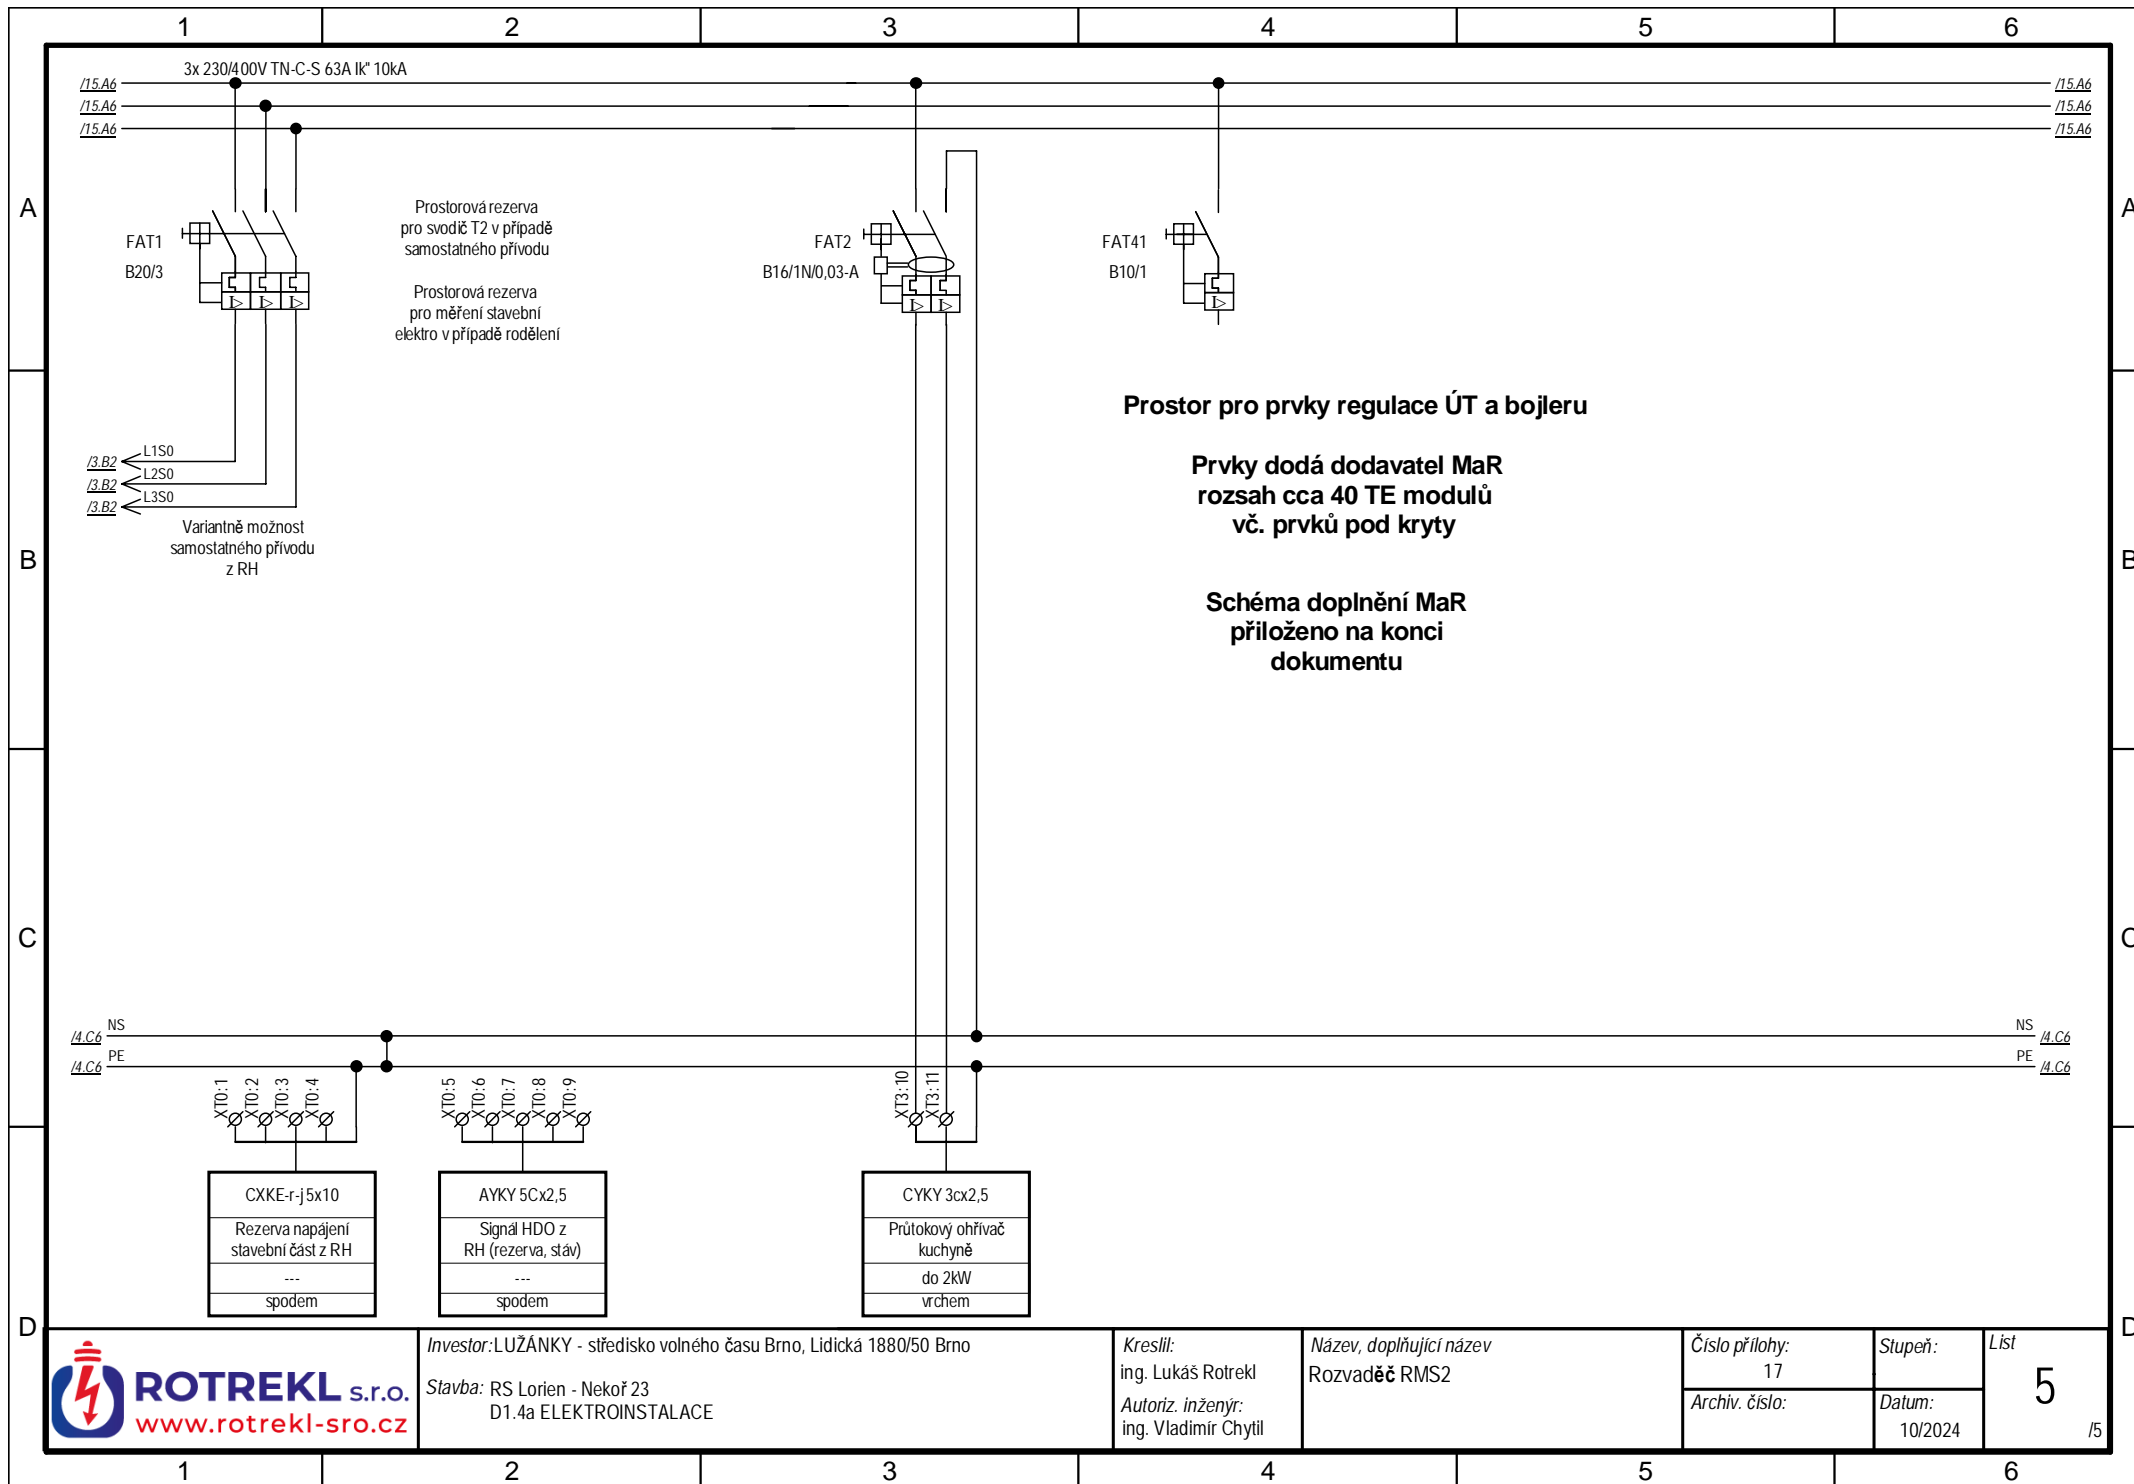 1 2 3 4 5 6
3x 230/400V TN-C-S 63A Ik" 10kA
/15.A6 /15.A6
/15.A6 /15.A6
/15.A6 /15.A6
A A
FAT1
B20/3
Prostorová rezerva
pro svodič T2 v případě
samostatného přívodu
Prostorová rezerva
pro měření stavební
elektro v případě rodělení
FAT2
B16/1N/0,03-A
FAT41
B10/1
I> I> I>
I> I>
I>
Prostor pro prvky regulace ÚT a bojleru
Prvky dodá dodavatel MaR
rozsah cca 40 TE modulů
vč. prvků pod kryty
Schéma doplnění MaR
přiloženo na konci
dokumentu
/3.B2 L1S0
/3.B2 L2S0
/3.B2 L3S0
Variantně možnost
samostatného přívodu
z RH
B B
C C
/4.C6 NS NS /4.C6
/4.C6 PE PE /4.C6
XT0:1 XT0:2 XT0:3 XT0:4
XT0:5 XT0:6 XT0:7 XT0:8 XT0:9
XT3:10 XT3:11
CXKE-r-j 5x10
Rezerva napájení
stavební část z RH
---
spodem
AYKY 5Cx2,5
Signál HDO z
RH (rezerva, stáv)
---
spodem
CYKY 3cx2,5
Průtokový ohřívač
kuchyně
do 2kW
vrchem
D D
ROTREKL s.r.o.
www.rotrekl-sro.cz
Investor: LUŽÁNKY - středisko volného času Brno, Lidická 1880/50 Brno
Stavba: RS Lorien - Nekoř 23
D1.4a ELEKTROINSTALACE
Kreslil:
ing. Lukáš Rotrekl
Autoriz. inženýr:
ing. Vladimír Chytil
Název, doplňující název
Rozvaděč RMS2
Číslo přílohy:
17
Archiv. číslo:
Stupeň:
Datum:
10/2024
List
5
/5
1 2 3 4 5 6